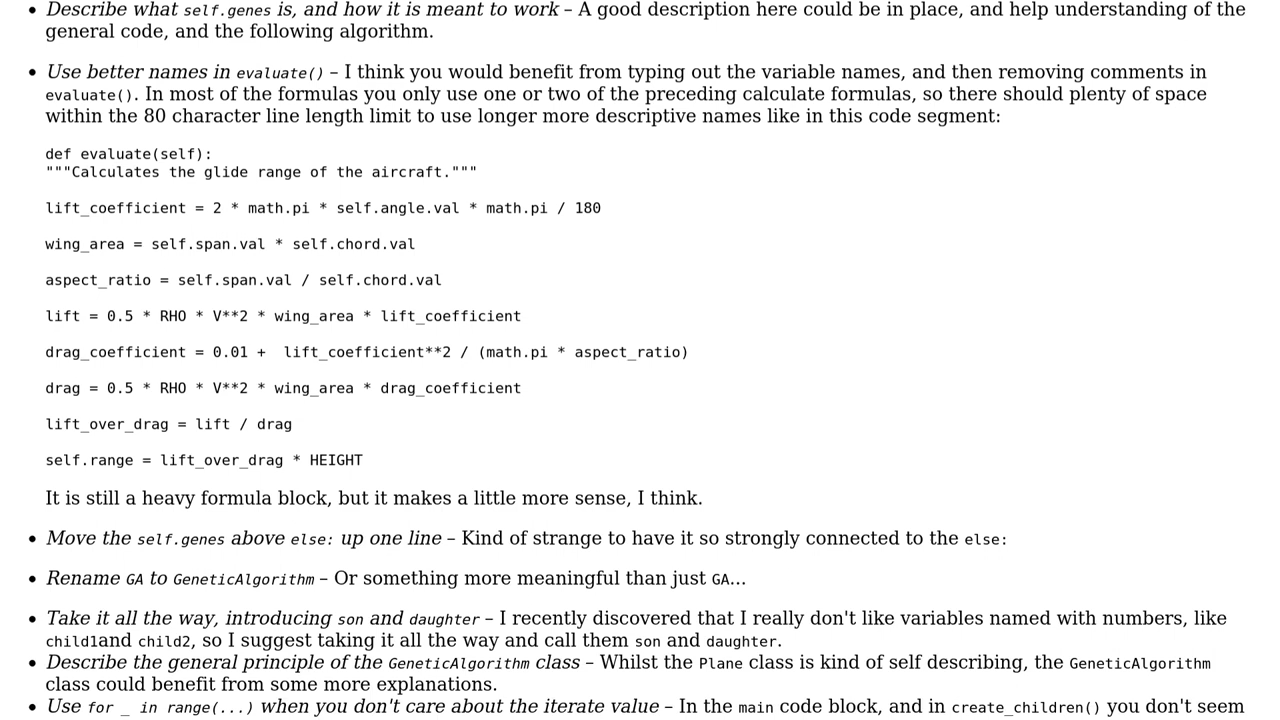 • Describe what self.genes is, and how it is meant to work – A good description here could be in place, and help understanding of the
general code, and the following algorithm.
• Use better names in evaluate() – I think you would benefit from typing out the variable names, and then removing comments in
evaluate(). In most of the formulas you only use one or two of the preceding calculate formulas, so there should plenty of space
within the 80 character line length limit to use longer more descriptive names like in this code segment:
def evaluate(self):
"""Calculates the glide range of the aircraft."""
lift_coefficient = 2 * math.pi * self.angle.val * math.pi / 180
wing_area = self.span.val * self.chord.val
aspect_ratio = self.span.val / self.chord.val
lift = 0.5 * RHO * V**2 * wing_area * lift_coefficient
drag_coefficient = 0.01 +  lift_coefficient**2 / (math.pi * aspect_ratio)
drag = 0.5 * RHO * V**2 * wing_area * drag_coefficient
lift_over_drag = lift / drag
self.range = lift_over_drag * HEIGHT
It is still a heavy formula block, but it makes a little more sense, I think.
• Move the self.genes above else: up one line – Kind of strange to have it so strongly connected to the else:
• Rename GA to GeneticAlgorithm – Or something more meaningful than just GA...
• Take it all the way, introducing son and daughter – I recently discovered that I really don't like variables named with numbers, like
child1and child2, so I suggest taking it all the way and call them son and daughter.
• Describe the general principle of the GeneticAlgorithm class – Whilst the Plane class is kind of self describing, the GeneticAlgorithm
class could benefit from some more explanations.
• Use for _ in range(...) when you don't care about the iterate value – In the main code block, and in create_children() you don't seem